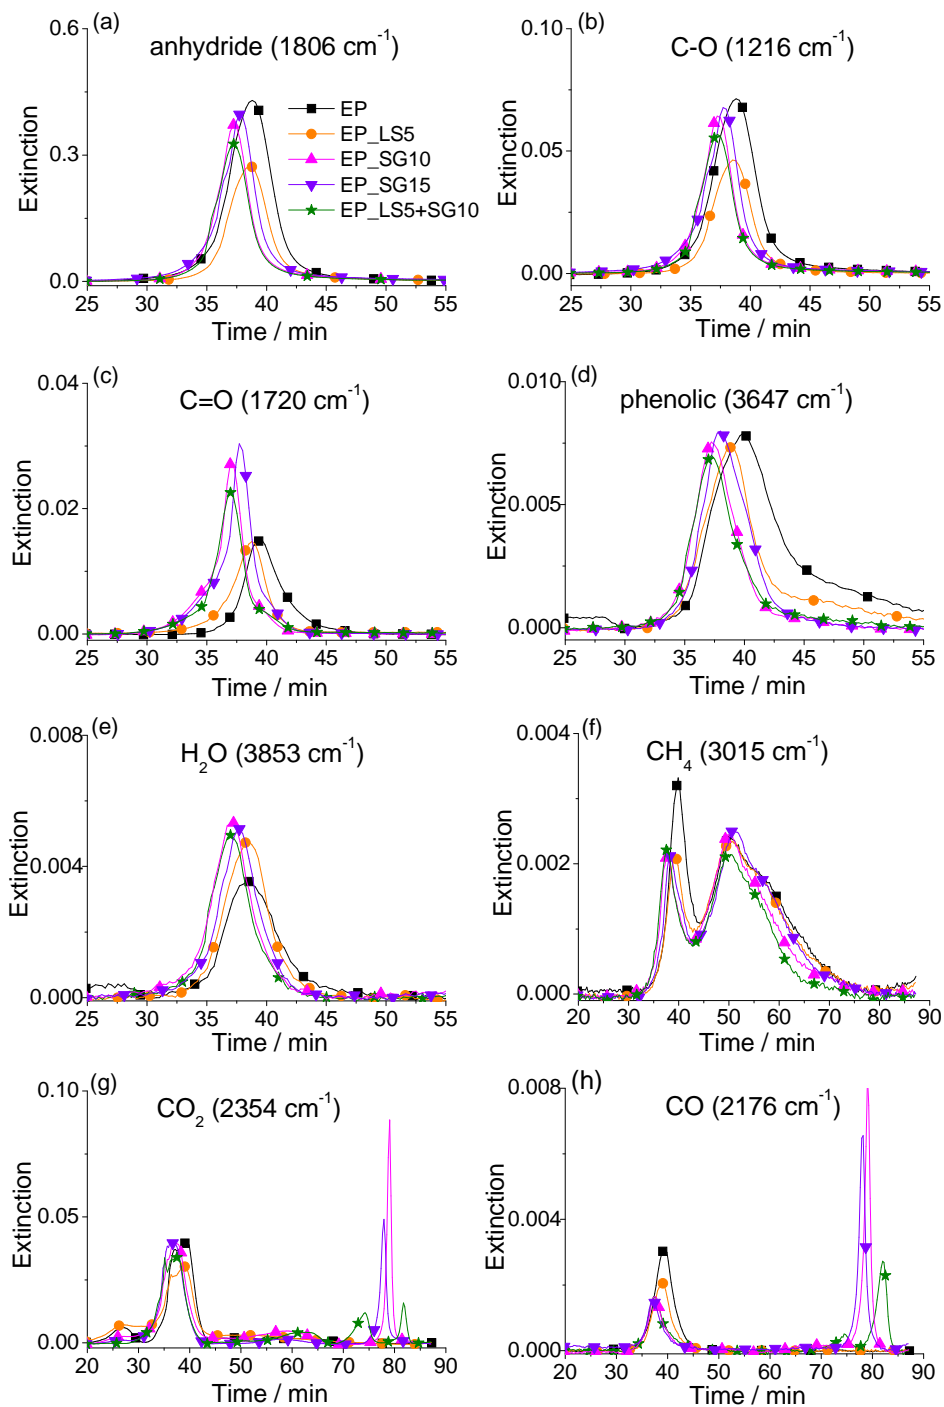 (a)
anhydride (1806 cm⁻¹)
EP
EP_LS5
EP_SG10
EP_SG15
EP_LS5+SG10
0.6
0.3
0.0
Extinction
25 30 35 40 45 50 55
Time / min
(b)
C-O (1216 cm⁻¹)
0.10
0.05
0.00
Extinction
25 30 35 40 45 50 55
Time / min
(c)
C=O (1720 cm⁻¹)
0.04
0.02
0.00
Extinction
25 30 35 40 45 50 55
Time / min
(d)
phenolic (3647 cm⁻¹)
0.010
0.005
0.000
Extinction
25 30 35 40 45 50 55
Time / min
(e)
H₂O (3853 cm⁻¹)
0.008
0.004
0.000
Extinction
25 30 35 40 45 50 55
Time / min
(f)
CH₄ (3015 cm⁻¹)
0.004
0.002
0.000
Extinction
20 30 40 50 60 70 80 90
Time / min
(g)
CO₂ (2354 cm⁻¹)
0.10
0.05
0.00
Extinction
20 30 40 50 60 70 80 90
Time / min
(h)
CO (2176 cm⁻¹)
0.008
0.004
0.000
Extinction
20 30 40 50 60 70 80 90
Time / min